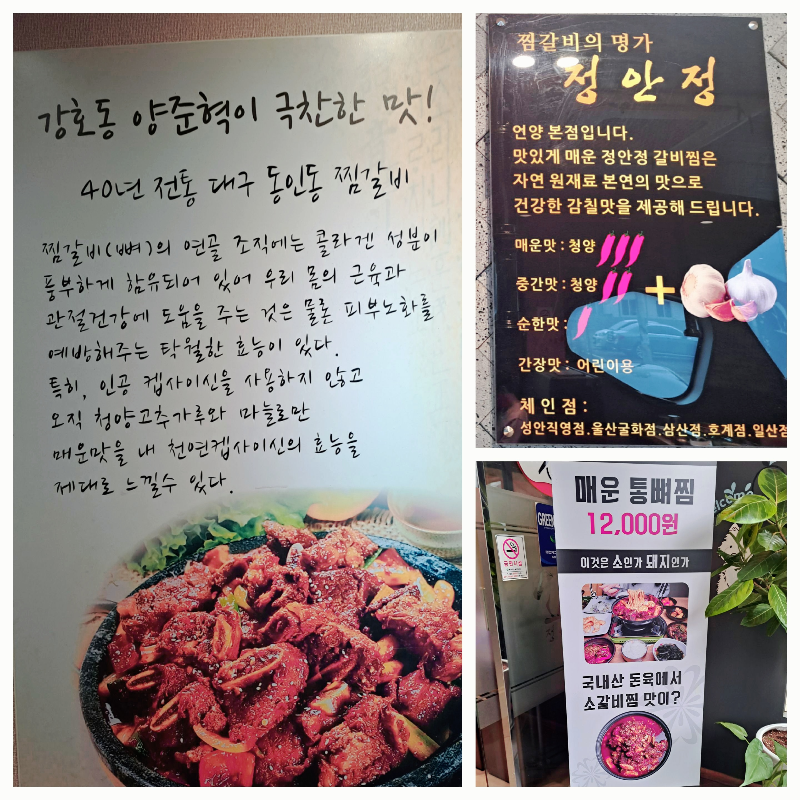 강호동 양준혁이 극찬한 맛!
40년 전통 대구 동인동 찜갈비
찜갈비(뼈)의 연골 조직에는 콜라겐 성분이
풍부하게 함유되어 있어 우리 몸의 근육과
관절건강에 도움을 주는 것은 물론 피부노화를
예방해주는 탁월한 효능이 있다.
특히, 인공 켑사이신을 사용하지 않고
오직 청양고추가루와 마늘로만
매운맛을 내 천연켑사이신의 효능을
제대로 느낄수 있다.
찜갈비의 명가
정안정
언양 본점입니다.
맛있게 매운 정안정 갈비찜은
자연 원재료 본연의 맛으로
건강한 감칠맛을 제공해 드립니다.
매운맛 : 청양
중간맛 : 청양
+
순한맛 :
간장맛 : 어린이용
체인점 :
성안직영점.울산굴화점.삼산점.호계점.일산점
매운 통뼈찜
12,000원
이것은 소인가 돼지인가
국내산 돈육에서
소갈비찜 맛이?